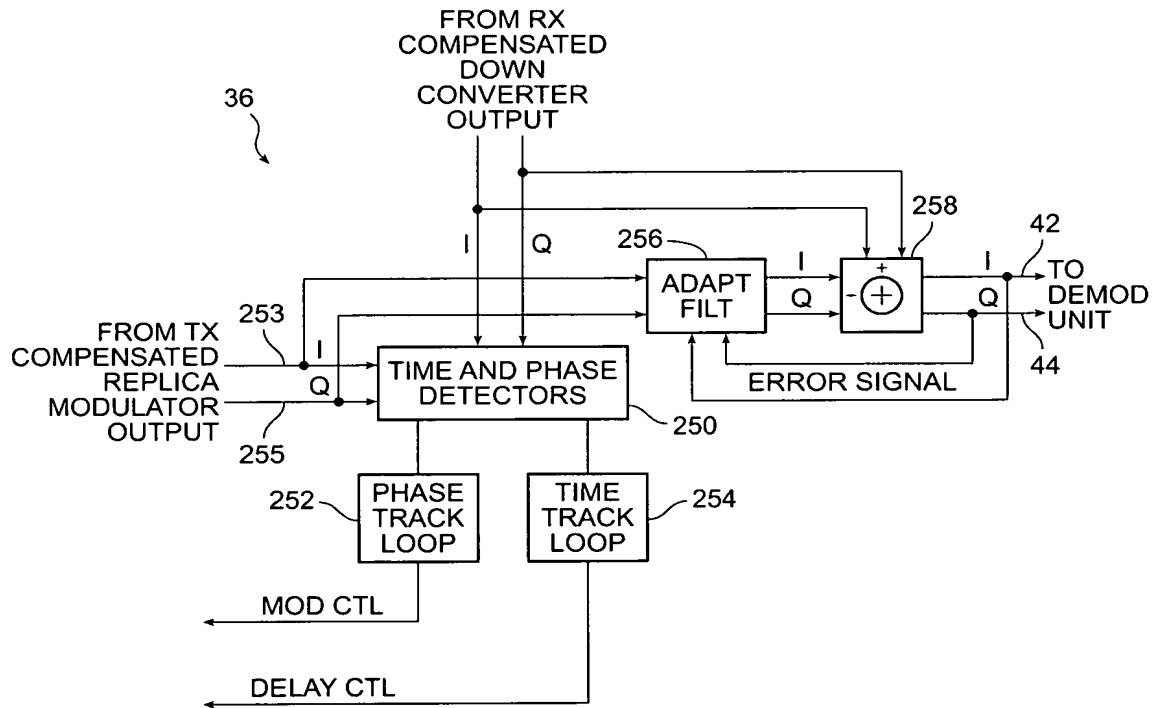 FROM RX
COMPENSATED
DOWN
CONVERTER
OUTPUT
36
I
Q
256
ADAPT
FILT
I
Q
258
+
-
+
I
Q
42
TO
DEMOD
UNIT
44
ERROR SIGNAL
FROM TX
COMPENSATED
REPLICA
MODULATOR
OUTPUT
253
I
Q
255
TIME AND PHASE
DETECTORS
250
252
PHASE
TRACK
LOOP
TIME
TRACK
LOOP
254
MOD CTL
DELAY CTL